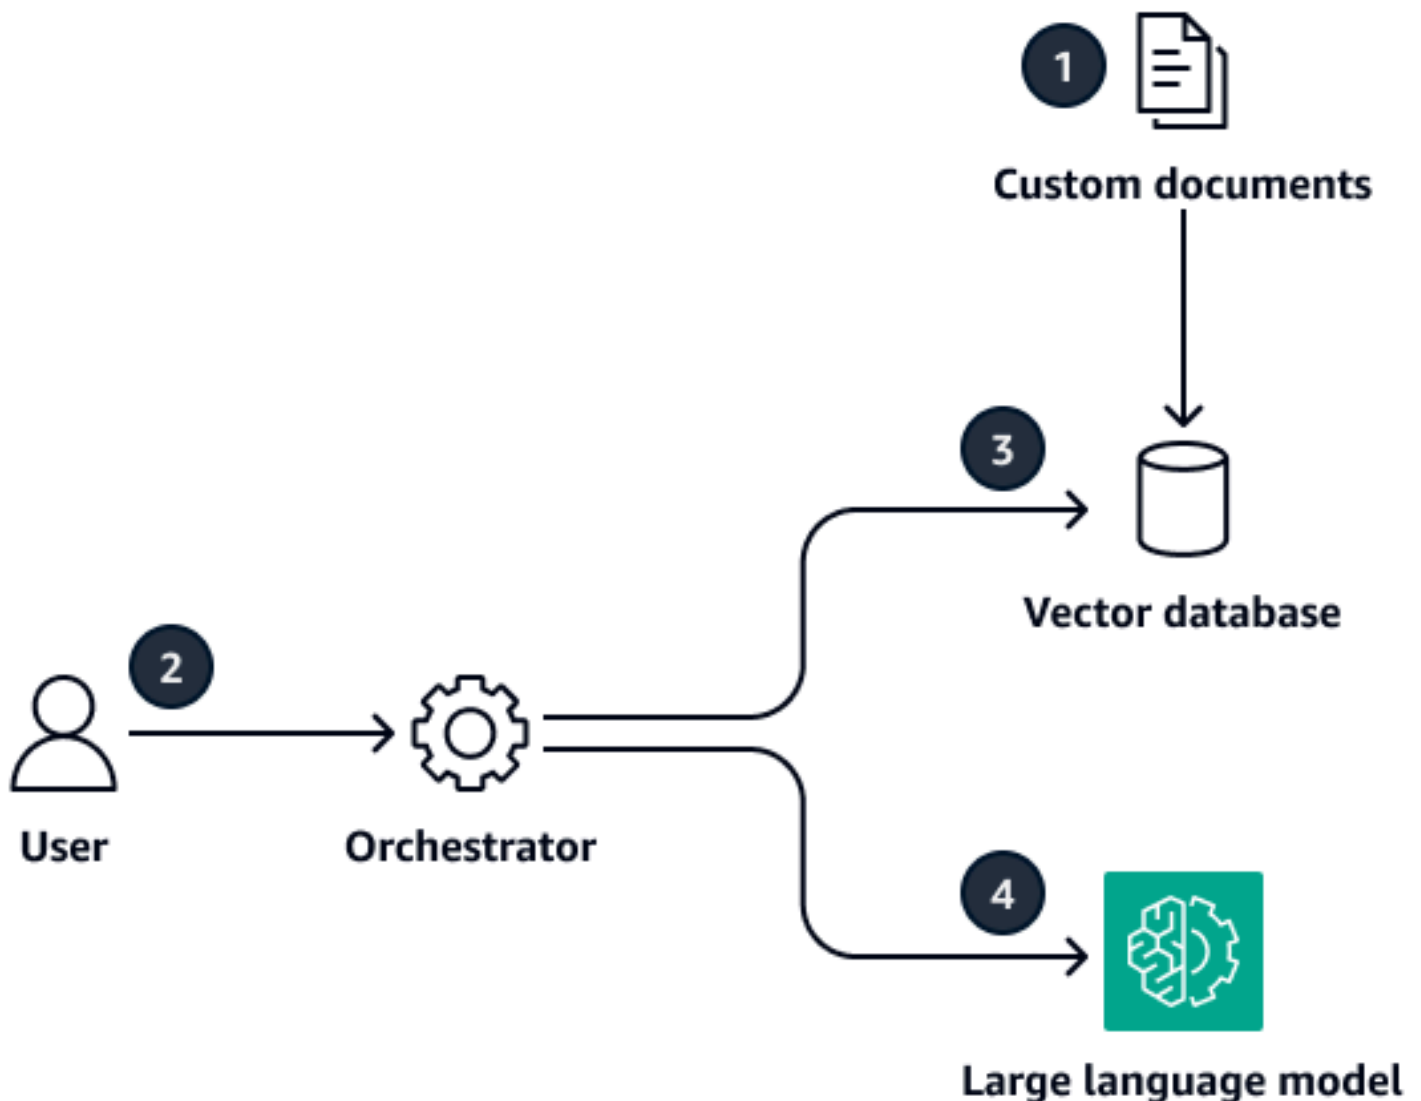 1
Custom documents
3
Vector database
2
User
Orchestrator
4
Large language model